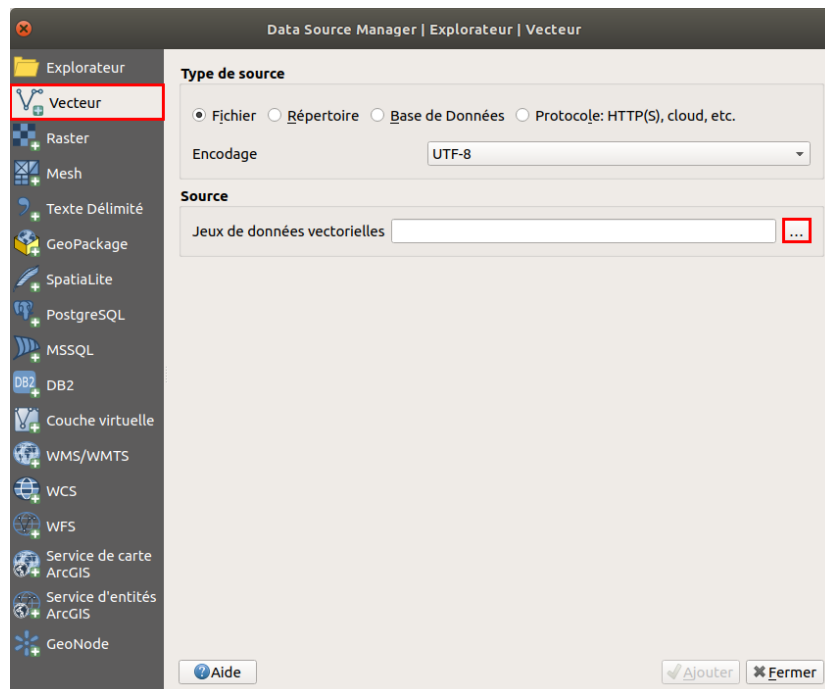 Data Source Manager | Explorateur | Vecteur
Explorateur
Vecteur
Raster
Mesh
Texte Délimité
GeoPackage
SpatiaLite
PostgreSQL
MSSQL
DB2
DB2
Couche virtuelle
WMS/WMTS
WCS
WFS
Service de carte
ArcGIS
Service d'entités
ArcGIS
GeoNode
Type de source
Fichier Répertoire Base de Données Protocole: HTTP(S), cloud, etc.
Encodage UTF-8
Source
Jeux de données vectorielles ...
Aide Ajouter Fermer